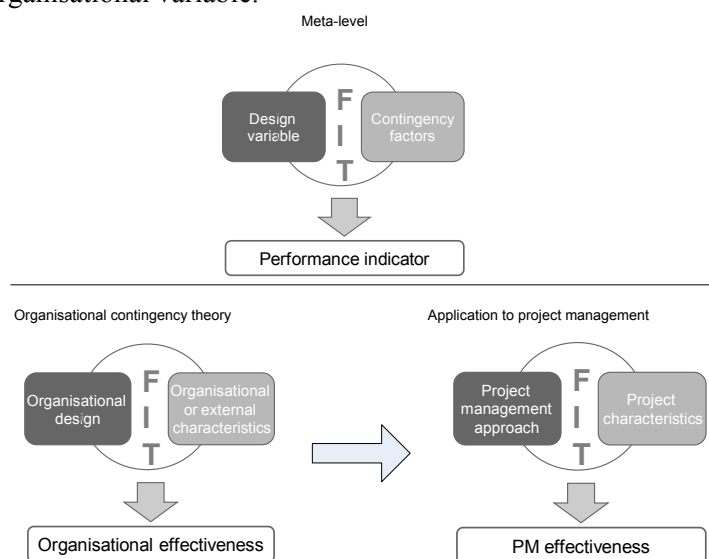 rganisational variable.
Meta-level
Design
variable
F
I
T
Contingency
factors
Performance indicator
Organisational contingency theory
Application to project management
Organisational
design
F
I
T
Organisational
or external
characteristics
Project
management
approach
F
I
T
Project
characteristics
Organisational effectiveness
PM effectiveness